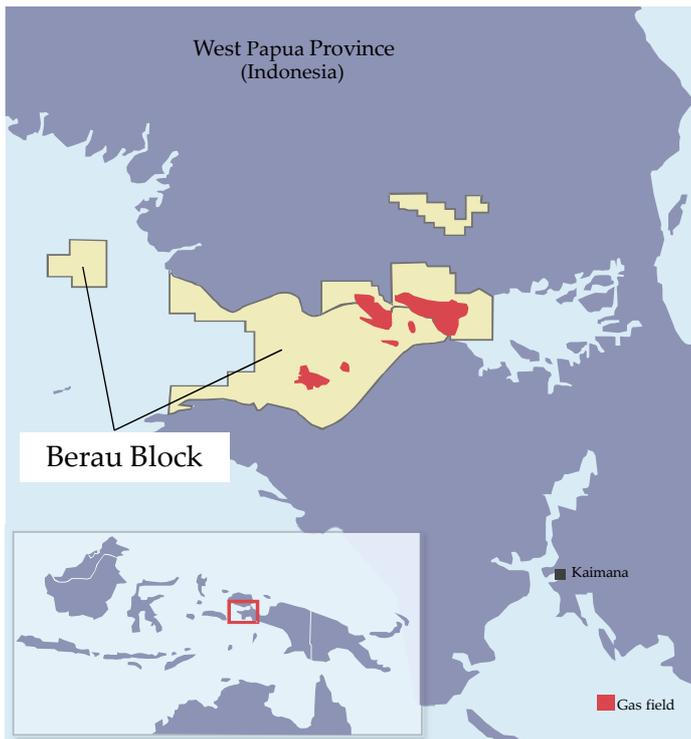 West Papua Province
(Indonesia)
Berau Block
Kaimana
Gas field